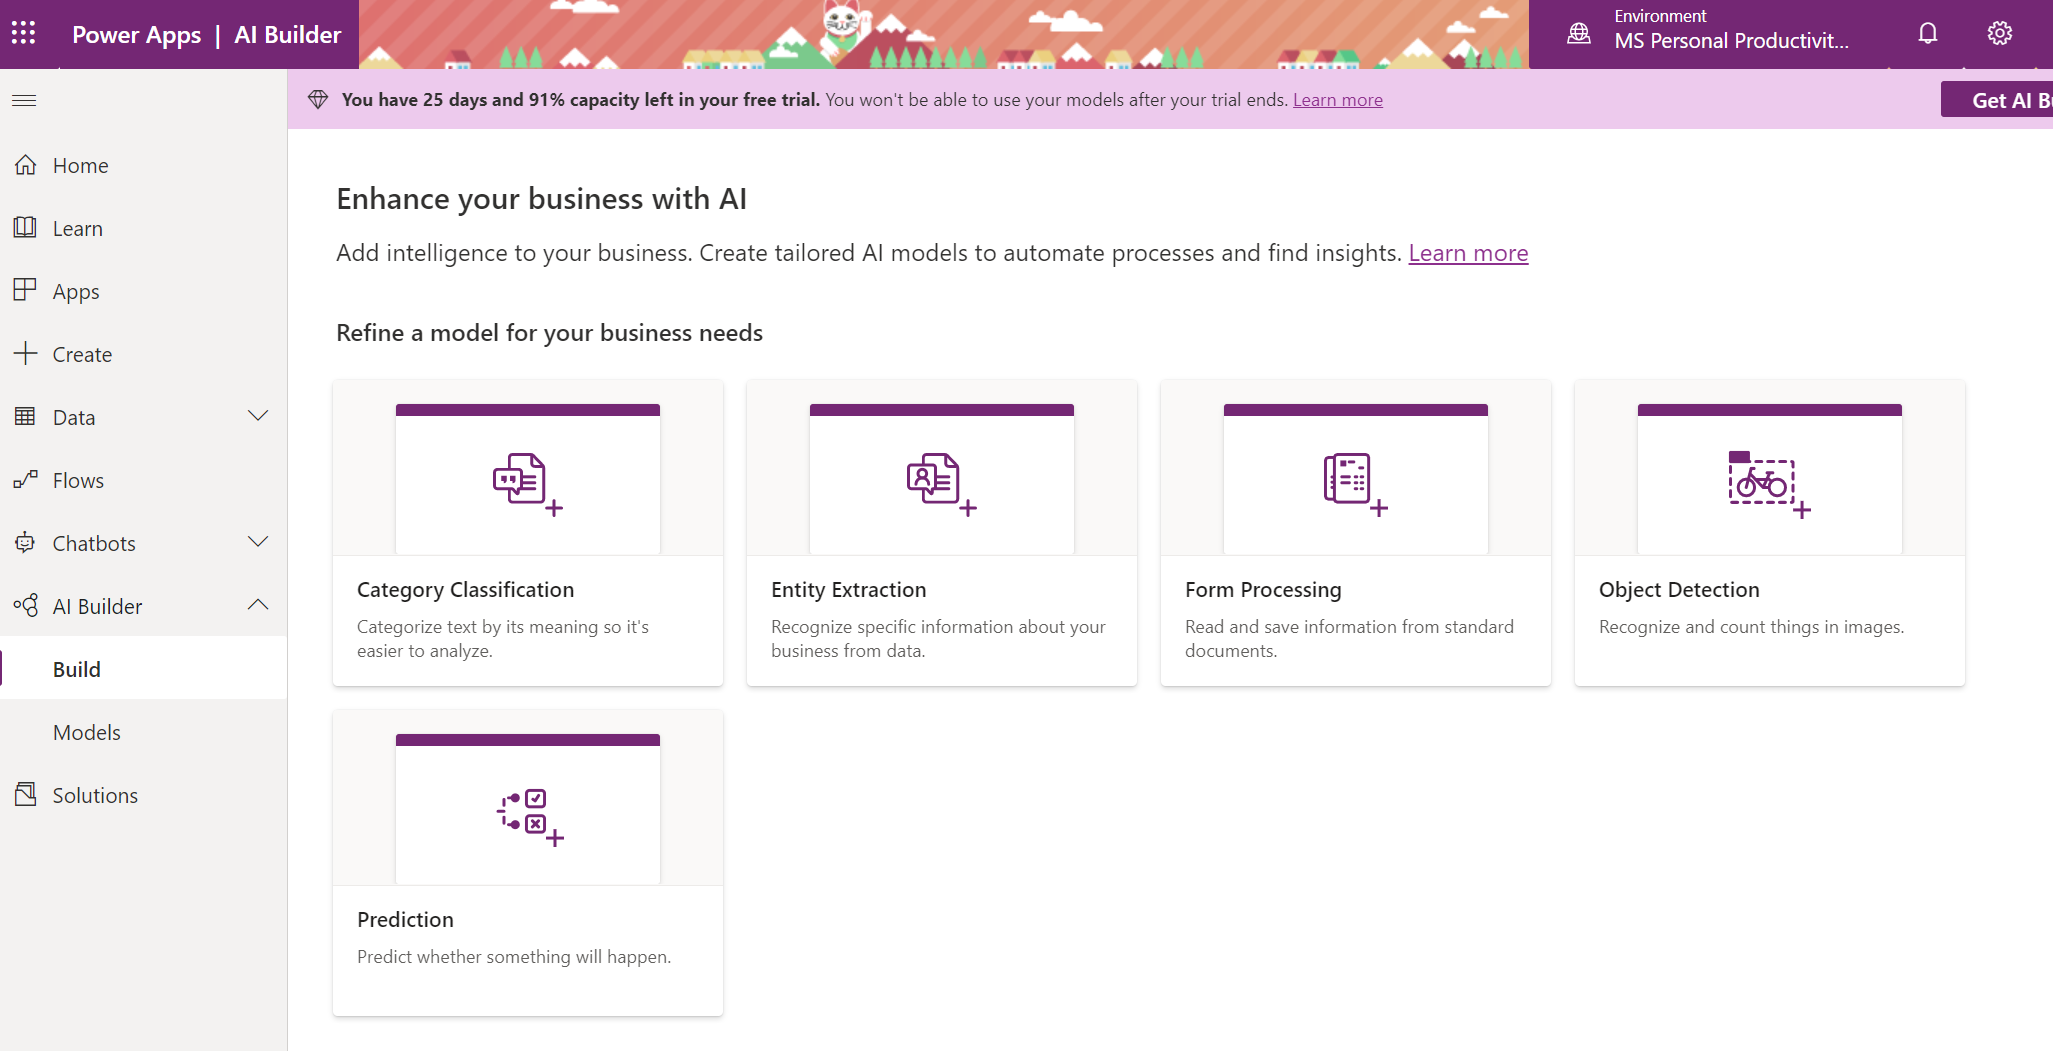 Power Apps | AI Builder
Environment
MS Personal Productivit...
You have 25 days and 91% capacity left in your free trial. You won't be able to use your models after your trial ends. Learn more
Get AI B
Home
Learn
Apps
Create
Data
Flows
Chatbots
AI Builder
Build
Models
Solutions
Enhance your business with AI
Add intelligence to your business. Create tailored AI models to automate processes and find insights. Learn more
Refine a model for your business needs
Category Classification
Categorize text by its meaning so it's
easier to analyze.
Entity Extraction
Recognize specific information about your
business from data.
Form Processing
Read and save information from standard
documents.
Object Detection
Recognize and count things in images.
Prediction
Predict whether something will happen.